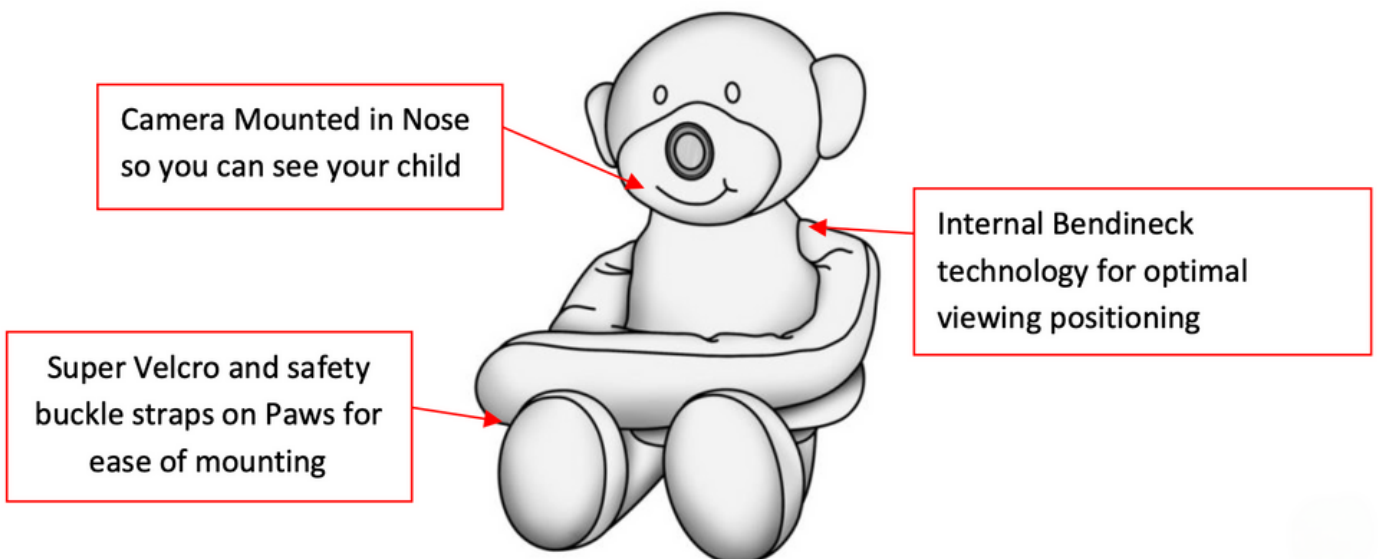 Camera Mounted in Nose
so you can see your child
Internal Bendineck
technology for optimal
viewing positioning
Super Velcro and safety
buckle straps on Paws for
ease of mounting